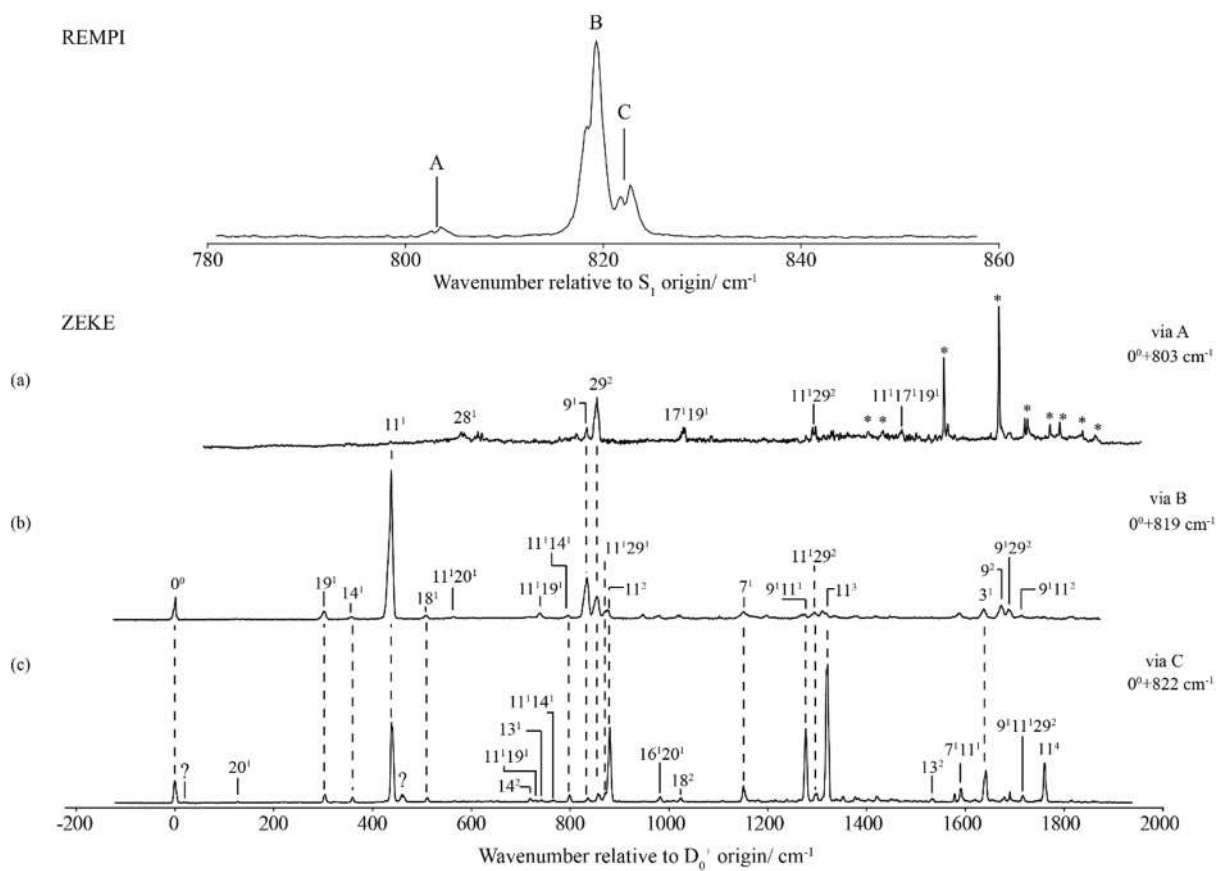 REMPI
B
C
A
780 800 820 840 860
Wavenumber relative to S₁ origin/ cm⁻¹
ZEKE
(a)
via A
0⁰+803 cm⁻¹
11¹ 28¹ 9¹ 29² 17¹19¹ 11¹29² * * 11¹17¹19¹ * * * * * * *
(b)
via B
0⁰+819 cm⁻¹
0⁰ 19¹ 14¹ 18¹ 11¹20¹ 11¹19¹ 11¹14¹ 11¹29¹ 11² 7¹ 9¹11¹ 11¹29² 11³ 3¹ 9² 9¹29² 9¹11²
(c)
via C
0⁰+822 cm⁻¹
? 20¹ ? 14² 11¹19¹ 13¹ 11¹14¹ 16¹20¹ 18² 13² 7¹11¹ 9¹11¹29² 11⁴
-200 0 200 400 600 800 1000 1200 1400 1600 1800 2000
Wavenumber relative to D₀⁺ origin/ cm⁻¹